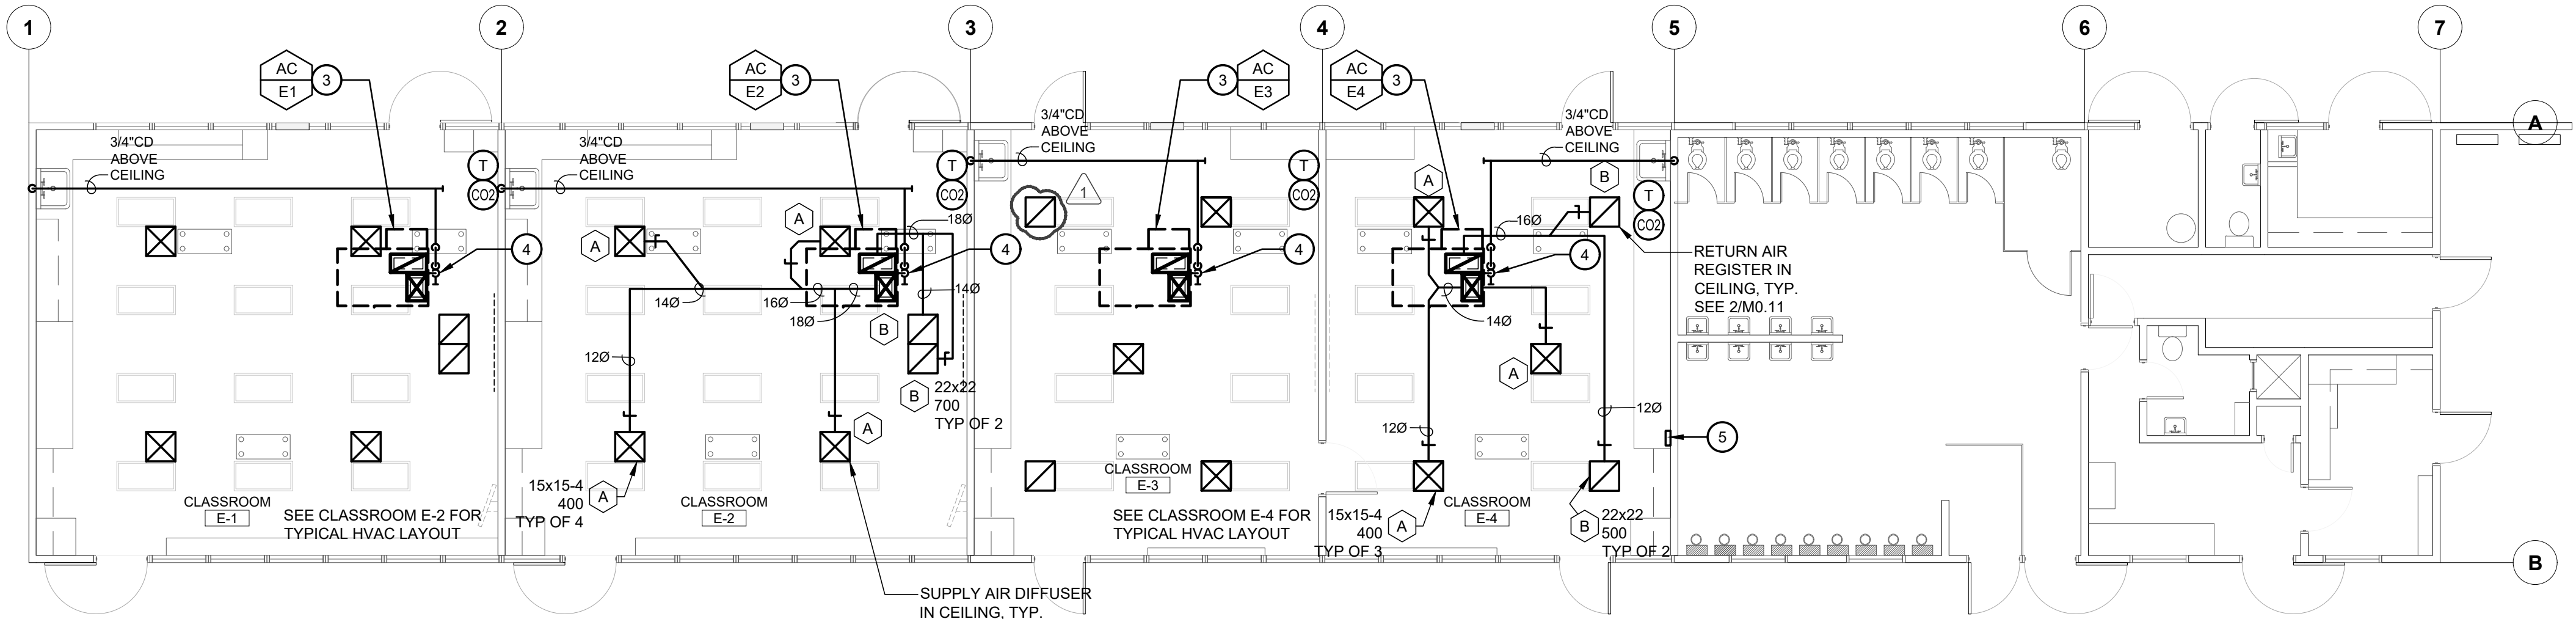 1
2
3
4
5
6
7
AC
E1
3
AC
E2
3
3
AC
E3
AC
E4
3
A
3/4"CD
ABOVE
CEILING
3/4"CD
ABOVE
CEILING
3/4"CD
ABOVE
CEILING
3/4"CD
ABOVE
CEILING
T
CO2
T
CO2
T
CO2
T
CO2
1
A
B
A
A
18Ø
16Ø
4
4
4
4
RETURN AIR
REGISTER IN
CEILING, TYP.
SEE 2/M0.11
14Ø
16Ø
18Ø
14Ø
14Ø
B
12Ø
A
B
22x22
700
TYP OF 2
12Ø
12Ø
A
5
CLASSROOM
E-1
SEE CLASSROOM E-2 FOR
TYPICAL HVAC LAYOUT
15x15-4
400
TYP OF 4
A
CLASSROOM
E-2
CLASSROOM
E-3
SEE CLASSROOM E-4 FOR
TYPICAL HVAC LAYOUT
15x15-4
400
TYP OF 3
A
CLASSROOM
E-4
B
22x22
500
TYP OF 2
B
SUPPLY AIR DIFFUSER
IN CEILING, TYP.